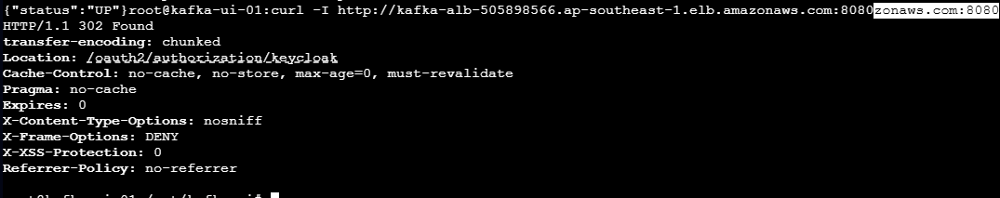 {"status":"UP"}root@kafka-ui-01:curl -I http://kafka-alb-505898566.ap-southeast-1.elb.amazonaws.com:8080zonaws.com:8080
HTTP/1.1 302 Found
transfer-encoding: chunked
Location: /oauth2/authorization/keycloak
Cache-Control: no-cache, no-store, max-age=0, must-revalidate
Pragma: no-cache
Expires: 0
X-Content-Type-Options: nosniff
X-Frame-Options: DENY
X-XSS-Protection: 0
Referrer-Policy: no-referrer